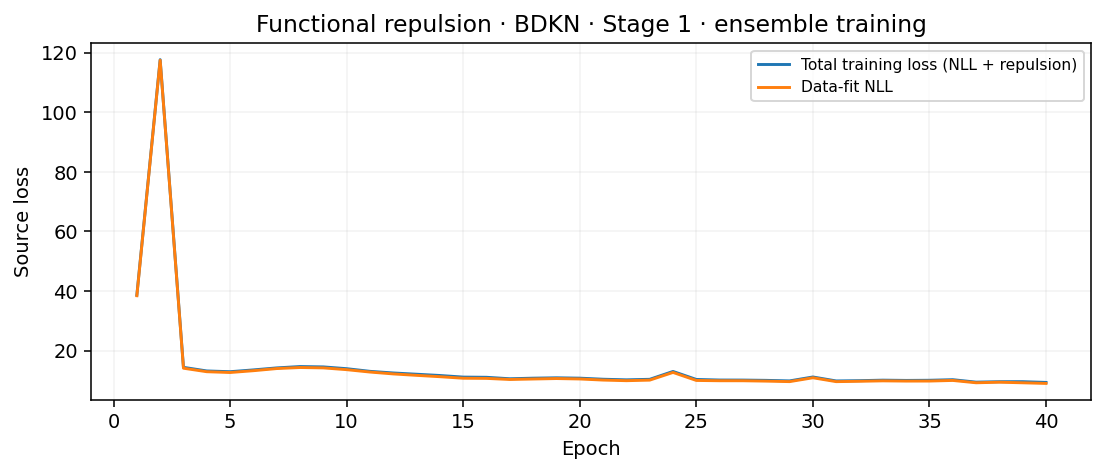 Functional repulsion · BDKN · Stage 1 · ensemble training
Total training loss (NLL + repulsion)
Data-fit NLL
Source loss
120
100
80
60
40
20
0 5 10 15 20 25 30 35 40
Epoch